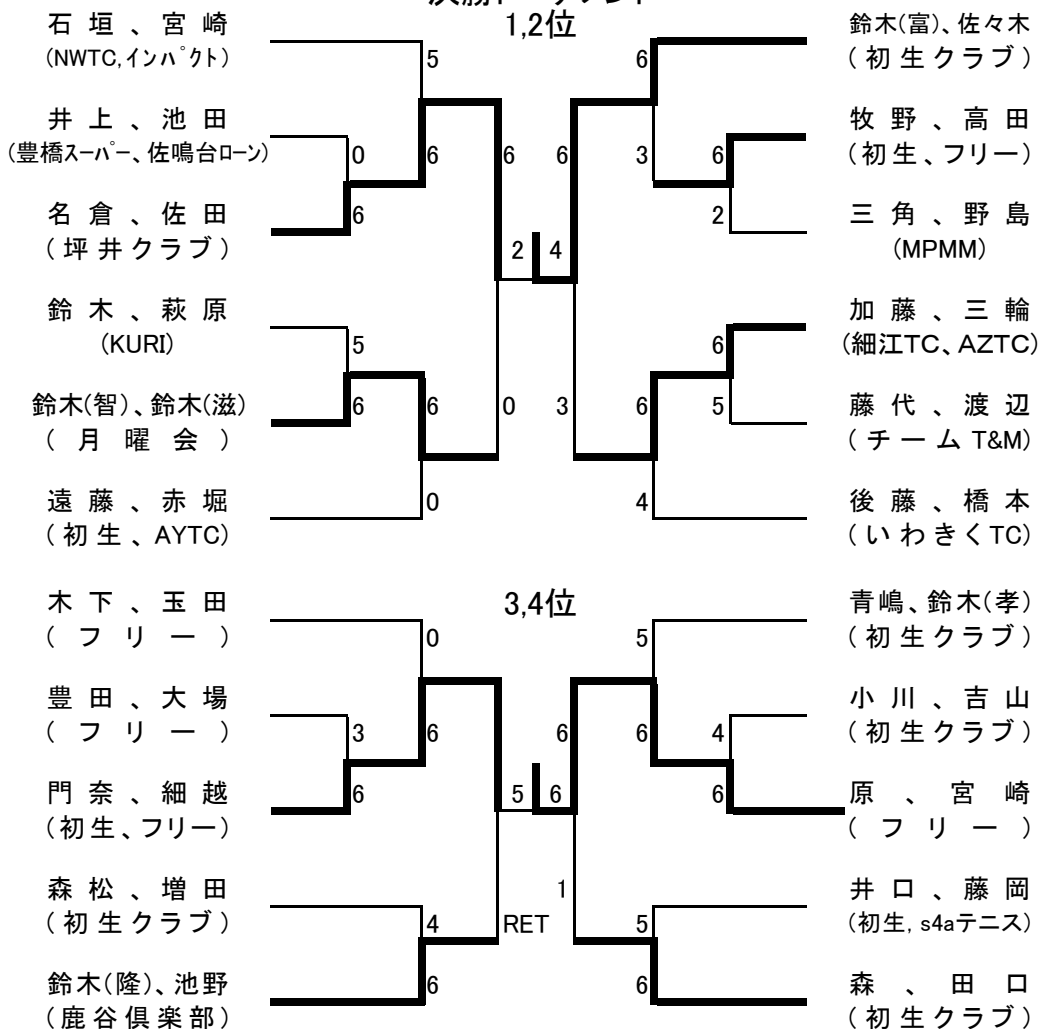 1,2位
石垣、宮崎
(NWTC,インパクト)
5
井上、池田
(豊橋スーパー、佐鳴台ローン)
0
6
6
名倉、佐田
(坪井クラブ)
6
2
鈴木、萩原
(KURI)
5
鈴木(智)、鈴木(滋)
(月曜会)
6
6
0
遠藤、赤堀
(初生、AYTC)
0
鈴木(富)、佐々木
(初生クラブ)
6
牧野、高田
(初生、フリー)
6
3
6
三角、野島
(MPMM)
2
4
加藤、三輪
(細江TC、AZTC)
6
藤代、渡辺
(チームT&M)
5
6
3
後藤、橋本
(いわきくTC)
4
3,4位
木下、玉田
(フリー)
0
豊田、大場
(フリー)
3
6
門奈、細越
(初生、フリー)
6
5
森松、増田
(初生クラブ)
4
RET
鈴木(隆)、池野
(鹿谷倶楽部)
6
青嶋、鈴木(孝)
(初生クラブ)
5
小川、吉山
(初生クラブ)
4
6
6
原、宮崎
(フリー)
6
6
井口、藤岡
(初生, s4aテニス)
5
1
森、田口
(初生クラブ)
6